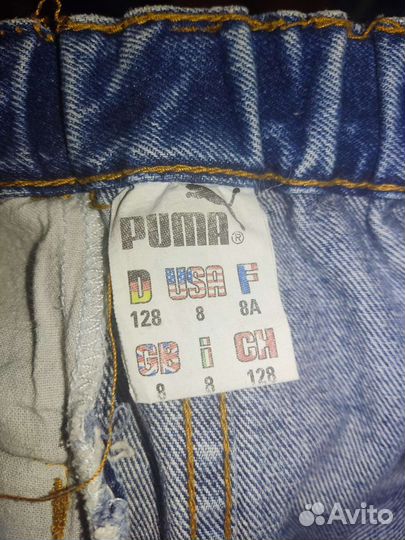 PUMA®
D USA F
128 8 8A
GB i CH
8 8 128
Avito